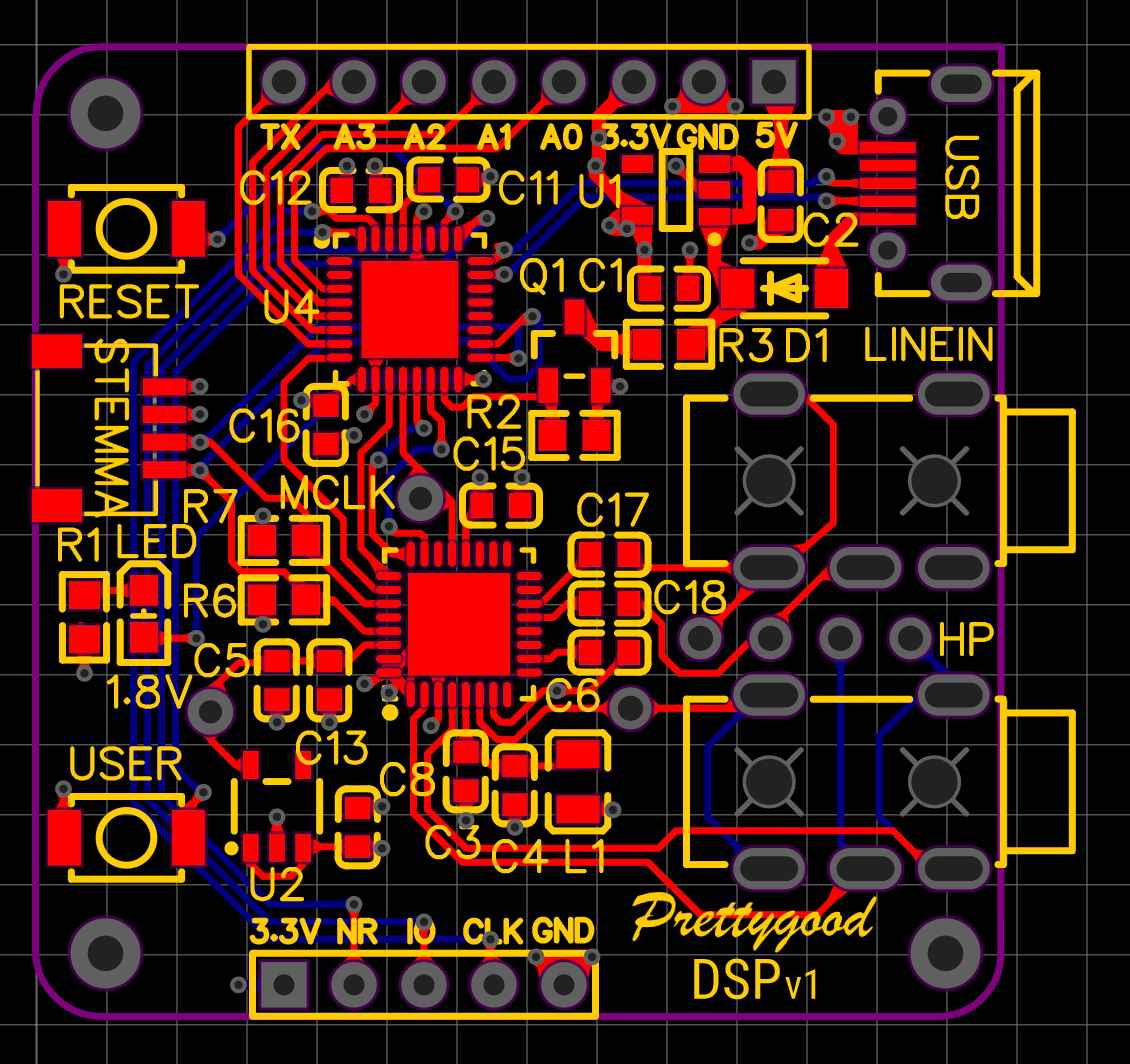 TX A3 A2 A1 A0 3.3V GND 5V
C12 C11 U1 C2 USB
RESET U4 Q1 C1
R3 D1 LINEIN
STEMMA
C16 R2 C15
R7 MCLK C17
R1 LED
R6 C18
C5 HP
1.8V C6
USER C13 C8
C3 C4 L1
U2
3.3V NR IO CLK GND
Prettygood
DSPv1